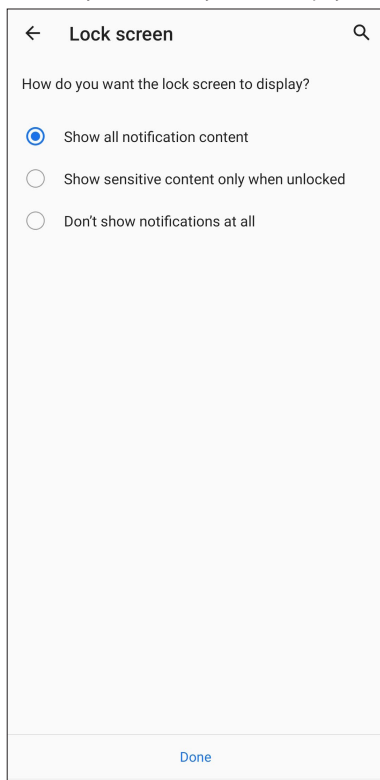 Lock screen
How do you want the lock screen to display?
Show all notification content
Show sensitive content only when unlocked
Don’t show notifications at all
Done